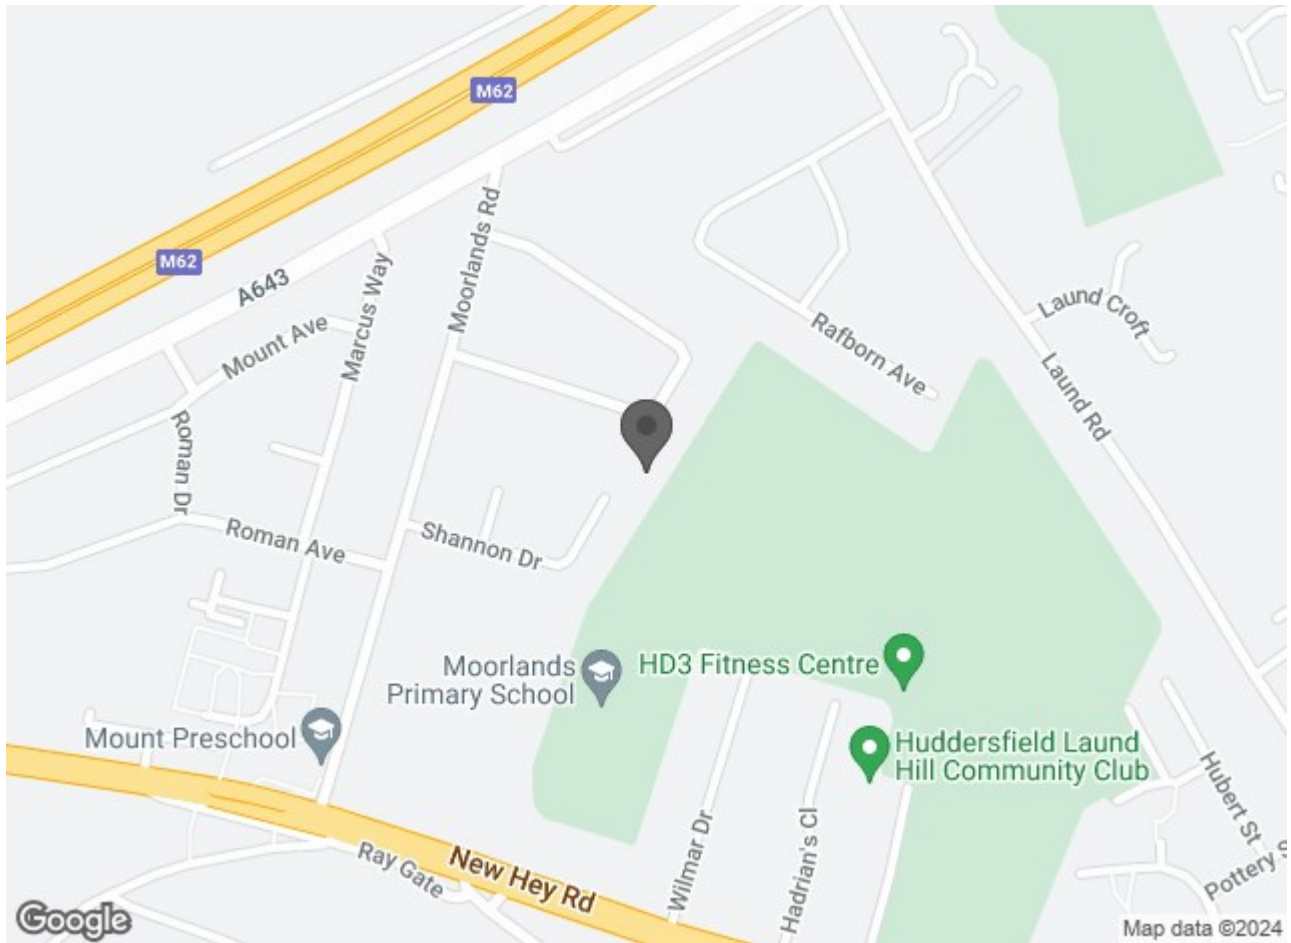 M62
M62
A643
Moorlands Rd
Marcus Way
Mount Ave
Laund Croft
Rafborn Ave
Laund Rd
Roman Dr
Roman Ave
Shannon Dr
Moorlands
Primary School
HD3 Fitness Centre
Mount Preschool
Huddersfield Laund
Hill Community Club
Hubert St
Wilmar Dr
Hadrian's Cl
Ray Gate
New Hey Rd
Pottery S
Google
Map data ©2024